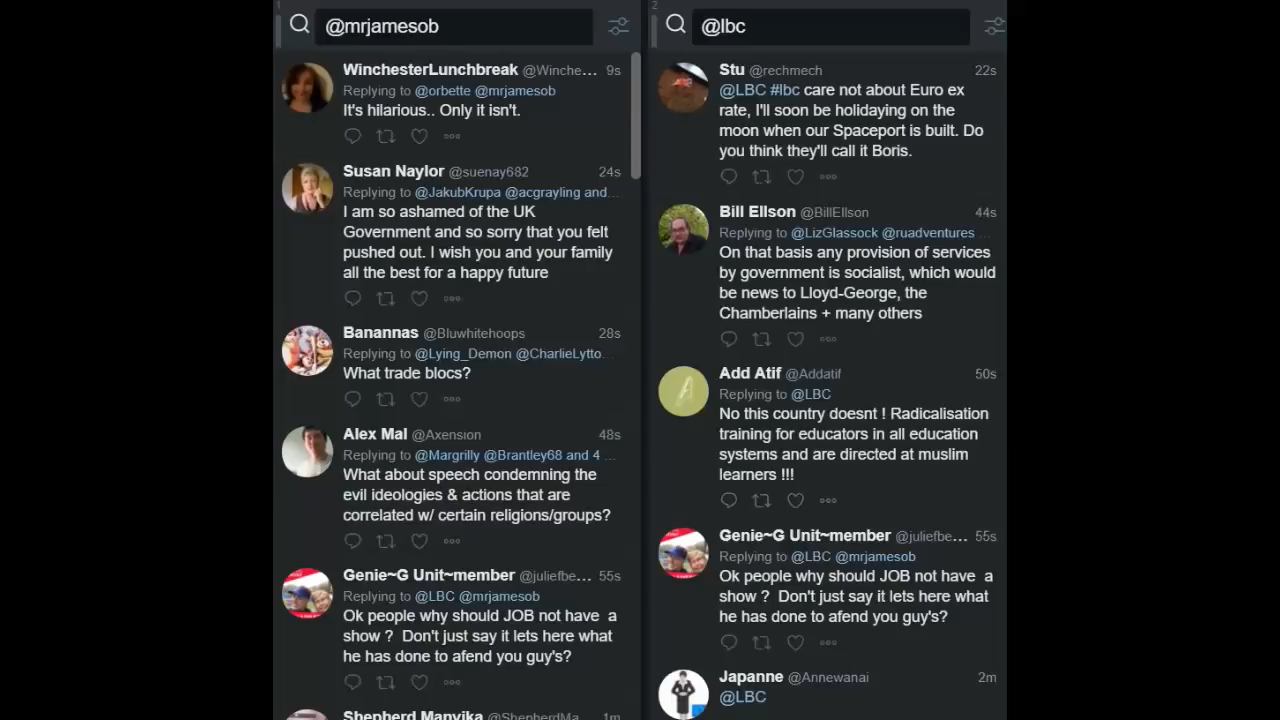 1
@mrjamesob
WinchesterLunchbreak @Winche... 9s
Replying to @orbette @mrjamesob
It's hilarious.. Only it isn't.
Susan Naylor @suenay682 24s
Replying to @JakubKrupa @acgrayling and...
I am so ashamed of the UK
Government and so sorry that you felt
pushed out. I wish you and your family
all the best for a happy future
Banannas @Bluwhitehoops 28s
Replying to @Lying_Demon @CharlieLytto...
What trade blocs?
Alex Mal @Axension 48s
Replying to @Margrilly @Brantley68 and 4 ...
What about speech condemning the
evil ideologies & actions that are
correlated w/ certain religions/groups?
Genie~G Unit~member @juliefbe... 55s
Replying to @LBC @mrjamesob
Ok people why should JOB not have a
show ? Don't just say it lets here what
he has done to afend you guy's?
Shepherd Manyika @ShepherdMa... 1m
2
@lbc
Stu @rechmech 22s
@LBC #lbc care not about Euro ex
rate, I'll soon be holidaying on the
moon when our Spaceport is built. Do
you think they'll call it Boris.
Bill Ellson @BillEllson 44s
Replying to @LizGlassock @ruadventures ...
On that basis any provision of services
by government is socialist, which would
be news to Lloyd-George, the
Chamberlains + many others
Add Atif @Addatif 50s
Replying to @LBC
No this country doesnt ! Radicalisation
training for educators in all education
systems and are directed at muslim
learners !!!
Genie~G Unit~member @juliefbe... 55s
Replying to @LBC @mrjamesob
Ok people why should JOB not have a
show ? Don't just say it lets here what
he has done to afend you guy's?
Japanne @Annewanai 2m
@LBC